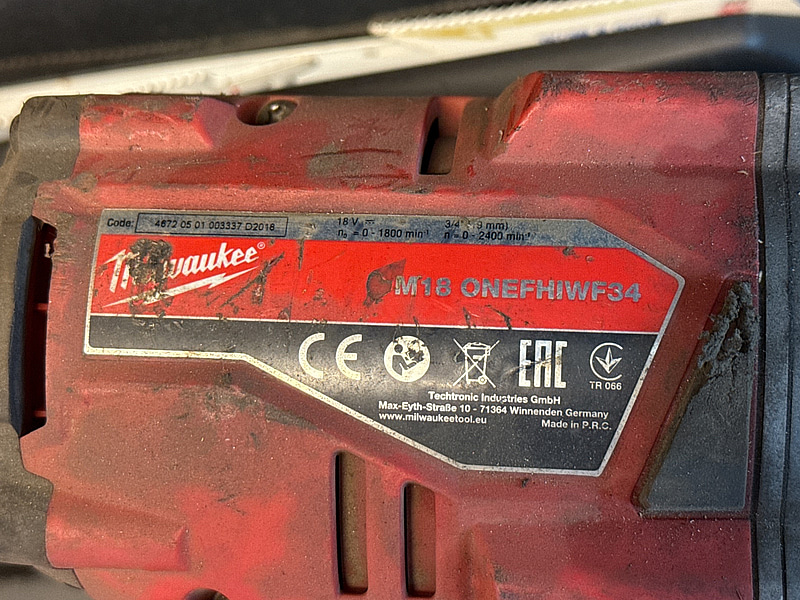 Code: 4672 05 01 003337 D2018
18 V ⎓ 3/4" (19 mm)
n₀ = 0 - 1800 min⁻¹ n = 0 - 2400 min⁻¹
Milwaukee®
M18 ONEFHIWF34
CE
EAC
TR 066
Techtronic Industries GmbH
Max-Eyth-Straße 10 - 71364 Winnenden Germany
www.milwaukeetool.eu
Made in P.R.C.